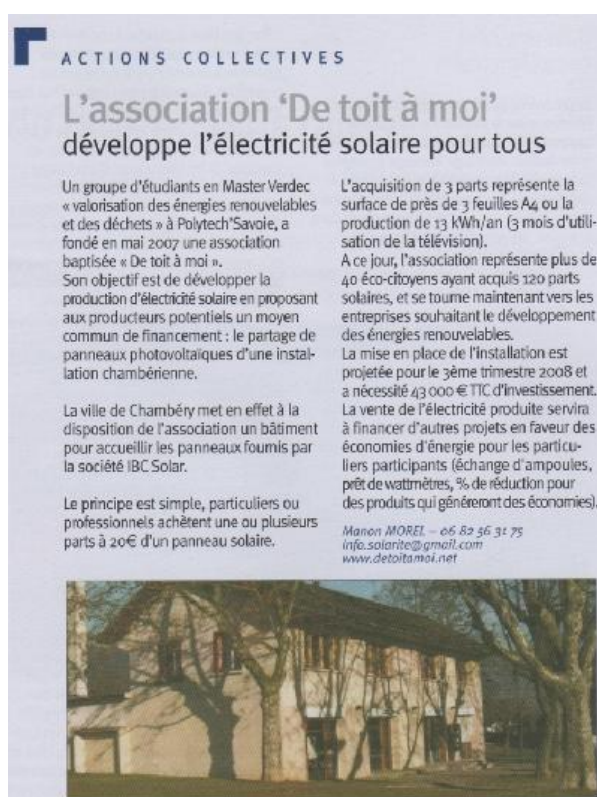 ACTIONS COLLECTIVES
L'association 'De toit à moi'
développe l'électricité solaire pour tous
Un groupe d'étudiants en Master Verdec
« valorisation des énergies renouvelables
et des déchets » à Polytech'Savoie, a
fondé en mai 2007 une association
baptisée « De toit à moi ».
Son objectif est de développer la
production d'électricité solaire en proposant
aux producteurs potentiels un moyen
commun de financement : le partage de
panneaux photovoltaïques d'une instal-
lation chambérienne.
La ville de Chambéry met en effet à la
disposition de l'association un bâtiment
pour accueillir les panneaux fournis par
la société IBC Solar.
Le principe est simple, particuliers ou
professionnels achètent une ou plusieurs
parts à 20€ d'un panneau solaire.
L'acquisition de 3 parts représente la
surface de près de 3 feuilles A4 ou la
production de 13 kWh/an (3 mois d'utili-
sation de la télévision).
A ce jour, l'association représente plus de
40 éco-citoyens ayant acquis 120 parts
solaires, et se tourne maintenant vers les
entreprises souhaitant le développement
des énergies renouvelables.
La mise en place de l'installation est
projetée pour le 3ème trimestre 2008 et
a nécessité 43 000 € TTC d'investissement.
La vente de l'électricité produite servira
à financer d'autres projets en faveur des
économies d'énergie pour les particu-
liers participants (échange d'ampoules,
prêt de wattmètres, % de réduction pour
des produits qui généreront des économies).
Manon MOREL – 06 82 56 31 75
info.solarite@gmail.com
www.detoitamoi.net